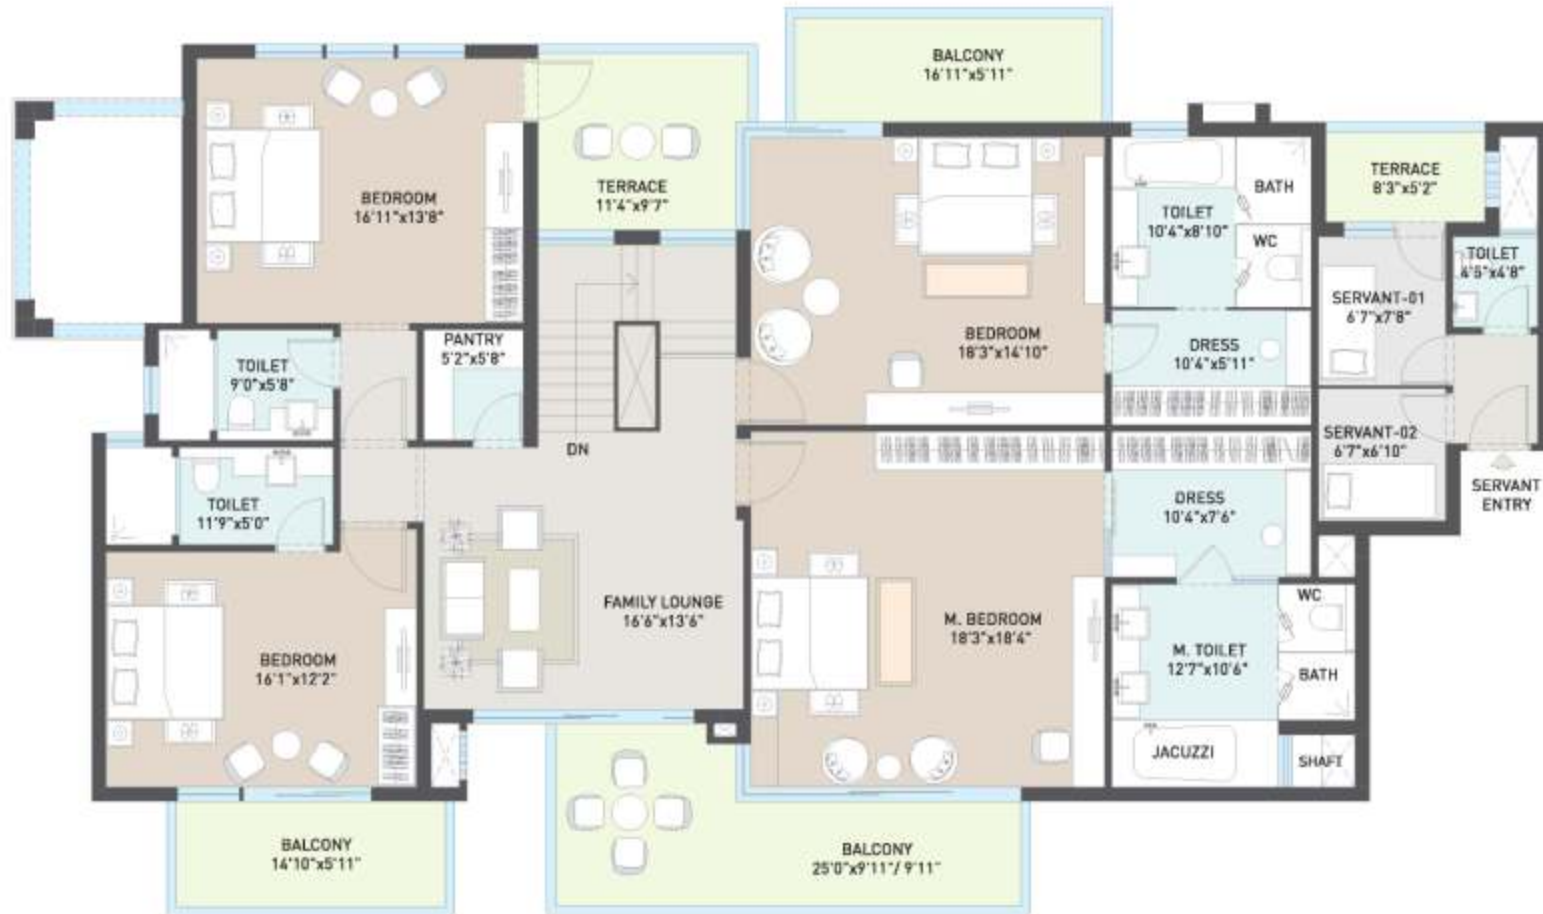 BALCONY
16'11"x5'11"
BEDROOM
16'11"x13'8"
TERRACE
11'4"x9'7"
TOILET
10'4"x8'10"
BATH
WC
TERRACE
8'3"x5'2"
TOILET
4'5"x4'8"
SERVANT-01
6'7"x7'8"
BEDROOM
18'3"x14'10"
DRESS
10'4"x5'11"
PANTRY
5'2"x5'8"
TOILET
9'0"x5'8"
DN
SERVANT-02
6'7"x6'10"
SERVANT
ENTRY
TOILET
11'9"x5'0"
DRESS
10'4"x7'6"
FAMILY LOUNGE
16'6"x13'6"
M. BEDROOM
18'3"x18'4"
WC
M. TOILET
12'7"x10'6"
BATH
BEDROOM
16'1"x12'2"
JACUZZI
SHAFT
BALCONY
14'10"x5'11"
BALCONY
25'0"x9'11"/ 9'11"